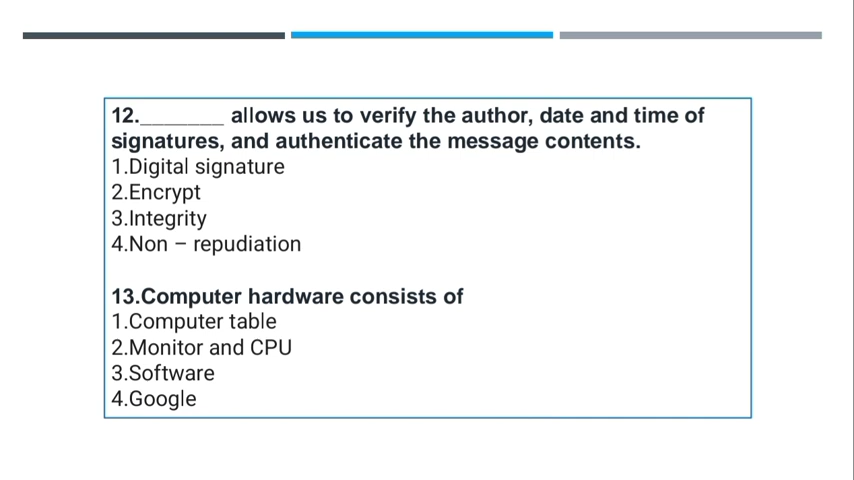 12.________ allows us to verify the author, date and time of
signatures, and authenticate the message contents.
1.Digital signature
2.Encrypt
3.Integrity
4.Non – repudiation
13.Computer hardware consists of
1.Computer table
2.Monitor and CPU
3.Software
4.Google